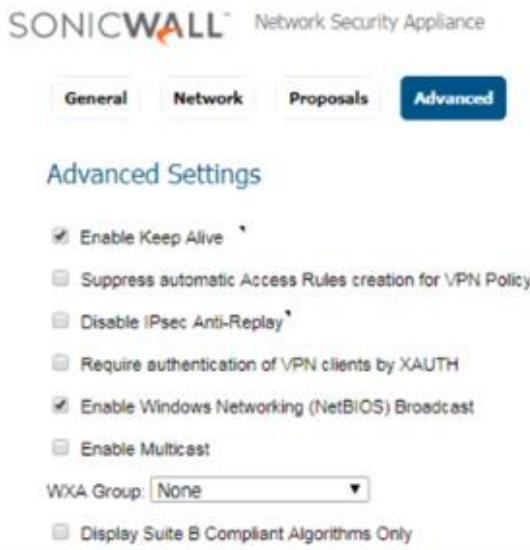 SONICWALL Network Security Appliance
General Network Proposals Advanced
Advanced Settings
Enable Keep Alive
Suppress automatic Access Rules creation for VPN Policy
Disable IPsec Anti-Replay
Require authentication of VPN clients by XAUTH
Enable Windows Networking (NetBIOS) Broadcast
Enable Multicast
WXA Group: None
Display Suite B Compliant Algorithms Only